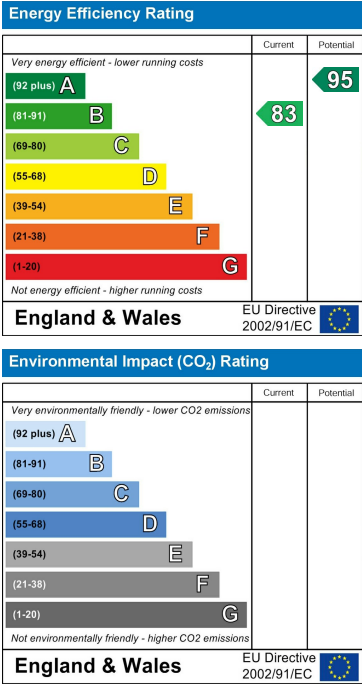 Energy Efficiency Rating
Current Potential
Very energy efficient - lower running costs
(92 plus) A
95
(81-91) B
83
(69-80) C
(55-68) D
(39-54) E
(21-38) F
(1-20) G
Not energy efficient - higher running costs
England & Wales
EU Directive
2002/91/EC
Environmental Impact (CO₂) Rating
Current Potential
Very environmentally friendly - lower CO2 emissions
(92 plus) A
(81-91) B
(69-80) C
(55-68) D
(39-54) E
(21-38) F
(1-20) G
Not environmentally friendly - higher CO2 emissions
England & Wales
EU Directive
2002/91/EC